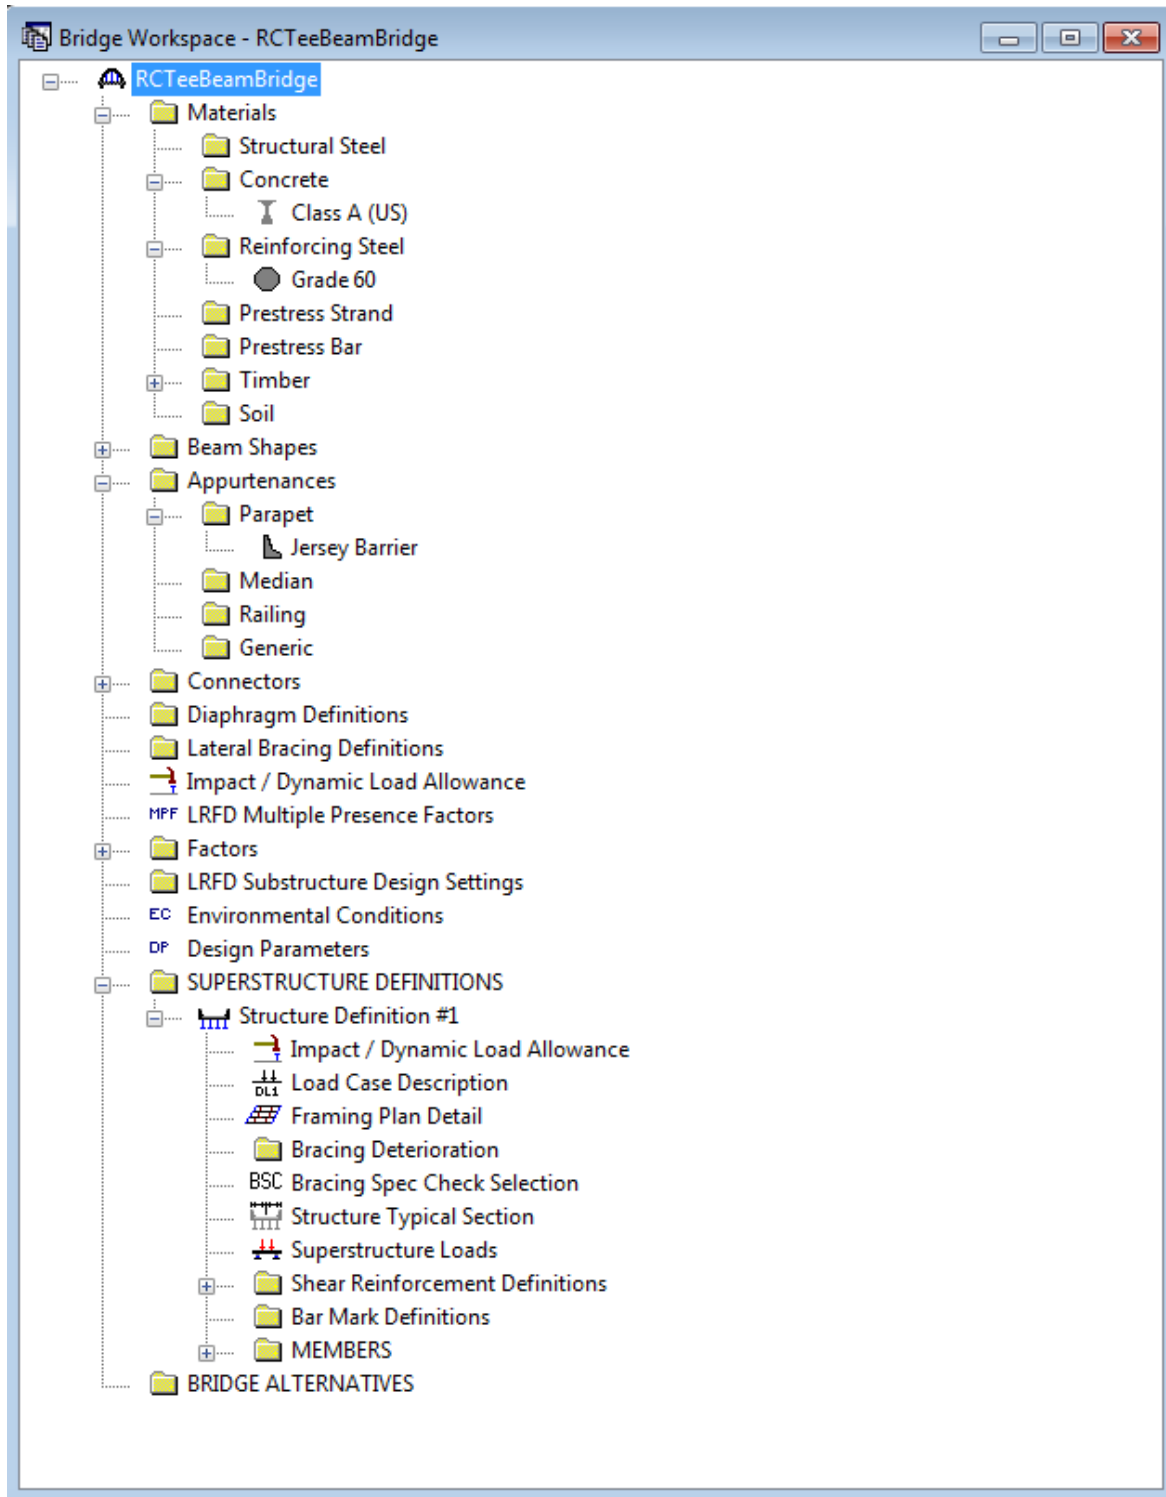 Bridge Workspace - RCTeeBeamBridge
RCTeeBeamBridge
Materials
Structural Steel
Concrete
Class A (US)
Reinforcing Steel
Grade 60
Prestress Strand
Prestress Bar
Timber
Soil
Beam Shapes
Appurtenances
Parapet
Jersey Barrier
Median
Railing
Generic
Connectors
Diaphragm Definitions
Lateral Bracing Definitions
Impact / Dynamic Load Allowance
MPF LRFD Multiple Presence Factors
Factors
LRFD Substructure Design Settings
EC Environmental Conditions
DP Design Parameters
SUPERSTRUCTURE DEFINITIONS
Structure Definition #1
Impact / Dynamic Load Allowance
DL1 Load Case Description
Framing Plan Detail
Bracing Deterioration
BSC Bracing Spec Check Selection
Structure Typical Section
Superstructure Loads
Shear Reinforcement Definitions
Bar Mark Definitions
MEMBERS
BRIDGE ALTERNATIVES